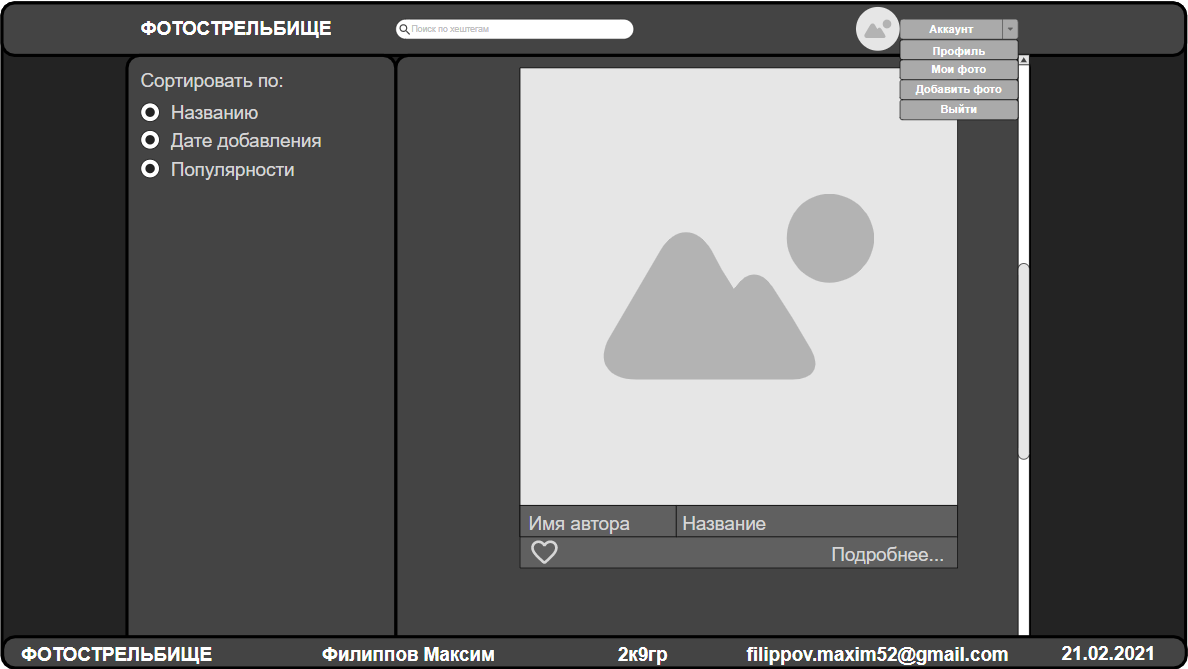 ФОТОСТРЕЛЬБИЩЕ
Поиск по хештегам
Аккаунт
Профиль
Мои фото
Добавить фото
Выйти
Сортировать по:
Названию
Дате добавления
Популярности
Имя автора
Название
Подробнее...
ФОТОСТРЕЛЬБИЩЕ
Филиппов Максим
2к9гр
filippov.maxim52@gmail.com
21.02.2021